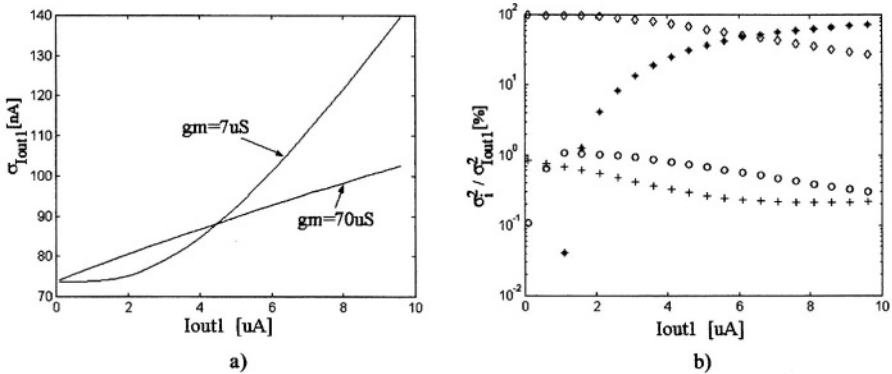 140
130
120
110
100
90
80
70
σIout1[nA]
gm=7uS
gm=70uS
0 2 4 6 8 10
Iout1 [uA]
a)
10²
10¹
10⁰
10⁻¹
10⁻²
σi² / σ²Iout1[%]
0 2 4 6 8 10
Iout1 [uA]
b)